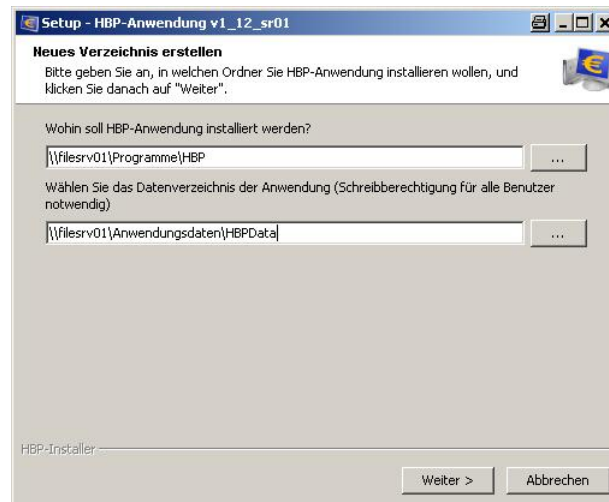 Setup - HBP-Anwendung v1_12_sr01
Neues Verzeichnis erstellen
Bitte geben Sie an, in welchen Ordner Sie HBP-Anwendung installieren wollen, und
klicken Sie danach auf "Weiter".
Wohin soll HBP-Anwendung installiert werden?
\\filesrv01\Programme\HBP
...
Wählen Sie das Datenverzeichnis der Anwendung (Schreibberechtigung für alle Benutzer
notwendig)
\\filesrv01\Anwendungsdaten\HBPData
...
HBP-Installer
Weiter > Abbrechen